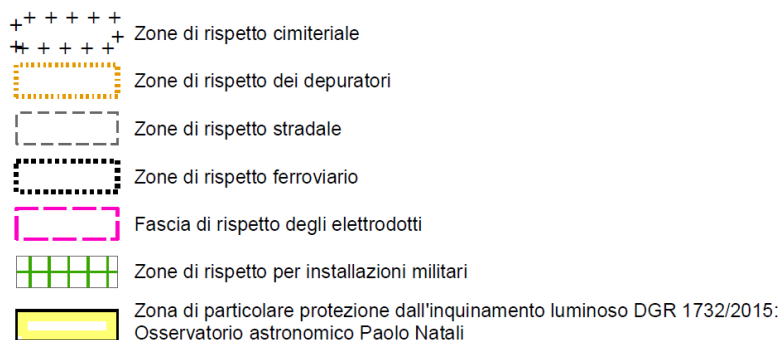 Zone di rispetto cimiteriale
Zone di rispetto dei depuratori
Zone di rispetto stradale
Zone di rispetto ferroviario
Fascia di rispetto degli elettrodotti
Zone di rispetto per installazioni militari
Zona di particolare protezione dall'inquinamento luminoso DGR 1732/2015:
Osservatorio astronomico Paolo Natali